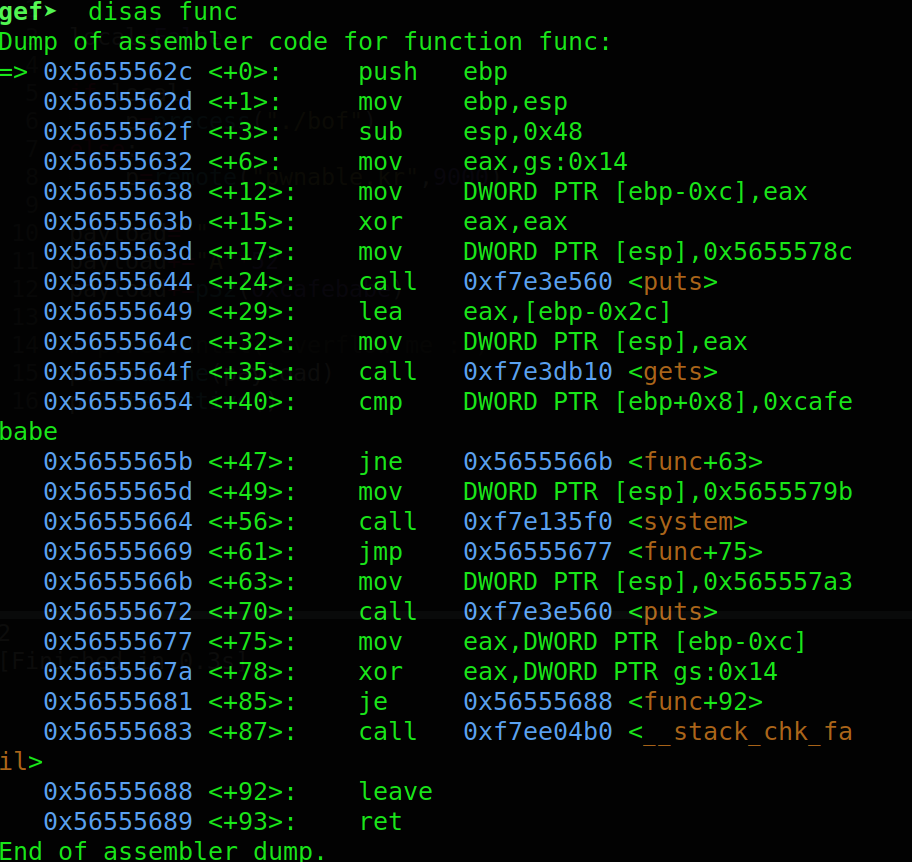 gef➤  disas func
Dump of assembler code for function func:
=> 0x5655562c <+0>:     push   ebp
   0x5655562d <+1>:     mov    ebp,esp
   0x5655562f <+3>:     sub    esp,0x48
   0x56555632 <+6>:     mov    eax,gs:0x14
   0x56555638 <+12>:    mov    DWORD PTR [ebp-0xc],eax
   0x5655563b <+15>:    xor    eax,eax
   0x5655563d <+17>:    mov    DWORD PTR [esp],0x5655578c
   0x56555644 <+24>:    call   0xf7e3e560 <puts>
   0x56555649 <+29>:    lea    eax,[ebp-0x2c]
   0x5655564c <+32>:    mov    DWORD PTR [esp],eax
   0x5655564f <+35>:    call   0xf7e3db10 <gets>
   0x56555654 <+40>:    cmp    DWORD PTR [ebp+0x8],0xcafe
babe
   0x5655565b <+47>:    jne    0x5655566b <func+63>
   0x5655565d <+49>:    mov    DWORD PTR [esp],0x5655579b
   0x56555664 <+56>:    call   0xf7e135f0 <system>
   0x56555669 <+61>:    jmp    0x56555677 <func+75>
   0x5655566b <+63>:    mov    DWORD PTR [esp],0x565557a3
   0x56555672 <+70>:    call   0xf7e3e560 <puts>
   0x56555677 <+75>:    mov    eax,DWORD PTR [ebp-0xc]
   0x5655567a <+78>:    xor    eax,DWORD PTR gs:0x14
   0x56555681 <+85>:    je     0x56555688 <func+92>
   0x56555683 <+87>:    call   0xf7ee04b0 <__stack_chk_fa
il>
   0x56555688 <+92>:    leave
   0x56555689 <+93>:    ret
End of assembler dump.